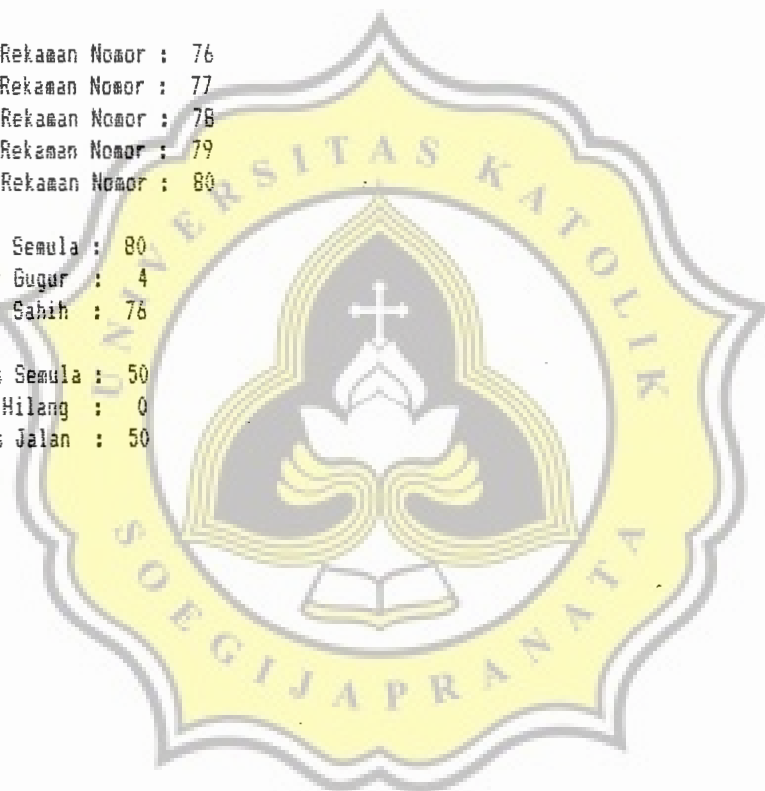 Rekaman Nomor : 76
Rekaman Nomor : 77
Rekaman Nomor : 78
Rekaman Nomor : 79
Rekaman Nomor : 80
Semula : 80
Gugur : 4
Sahih : 76
Semula : 50
Hilang : 0
Jalan : 50
UNIVERSITAS KATOLIK
SOEGIJAPRANATA